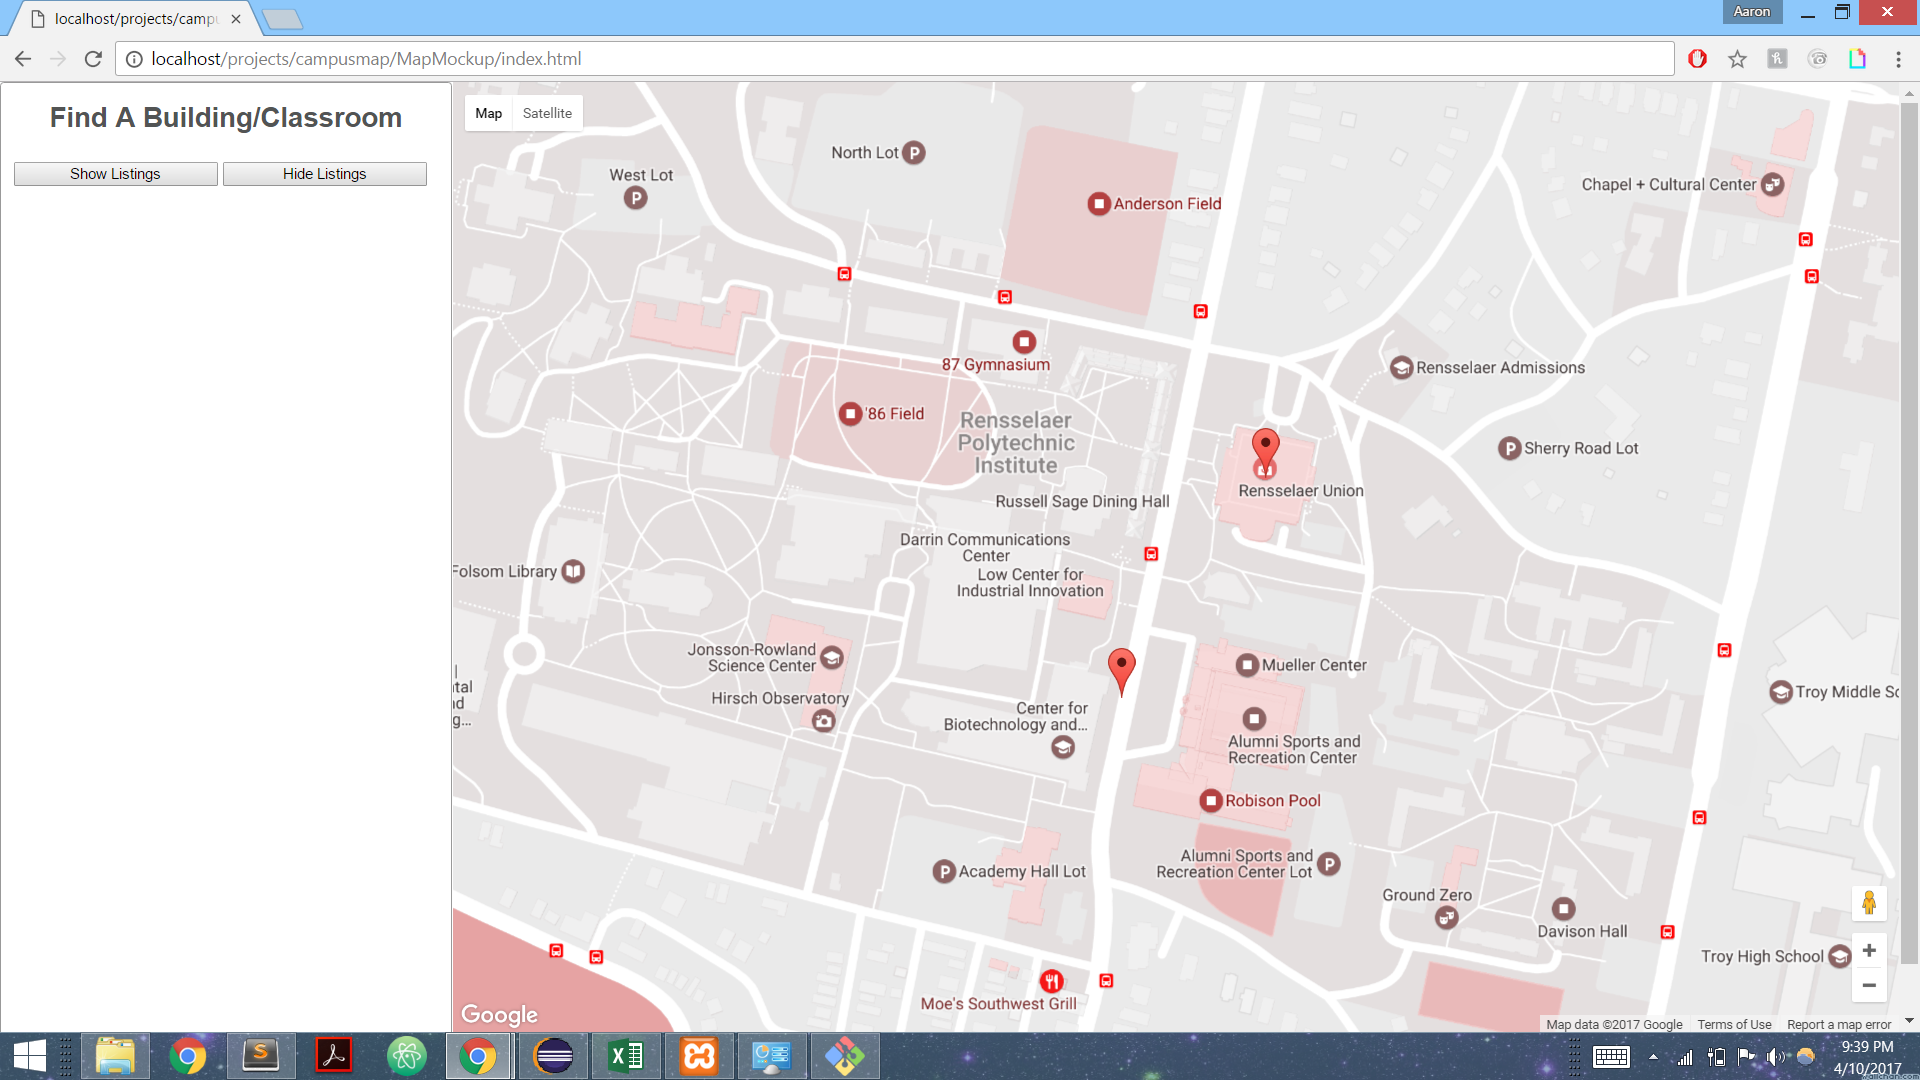 localhost/projects/campu
Aaron
localhost/projects/campusmap/MapMockup/index.html
Find A Building/Classroom
Show Listings
Hide Listings
Map
Satellite
North Lot
West Lot
Anderson Field
Chapel + Cultural Center
87 Gymnasium
Rensselaer Admissions
'86 Field
Rensselaer
Polytechnic
Institute
Sherry Road Lot
Rensselaer Union
Russell Sage Dining Hall
Darrin Communications
Center
Low Center for
Industrial Innovation
Folsom Library
Jonsson-Rowland
Science Center
Mueller Center
Hirsch Observatory
Troy Middle Sc
Center for
Biotechnology and...
Alumni Sports and
Recreation Center
Robison Pool
Alumni Sports and
Recreation Center Lot
Academy Hall Lot
Ground Zero
Davison Hall
Troy High School
Moe's Southwest Grill
Google
Map data ©2017 Google
Terms of Use
Report a map error
9:39 PM
4/10/2017